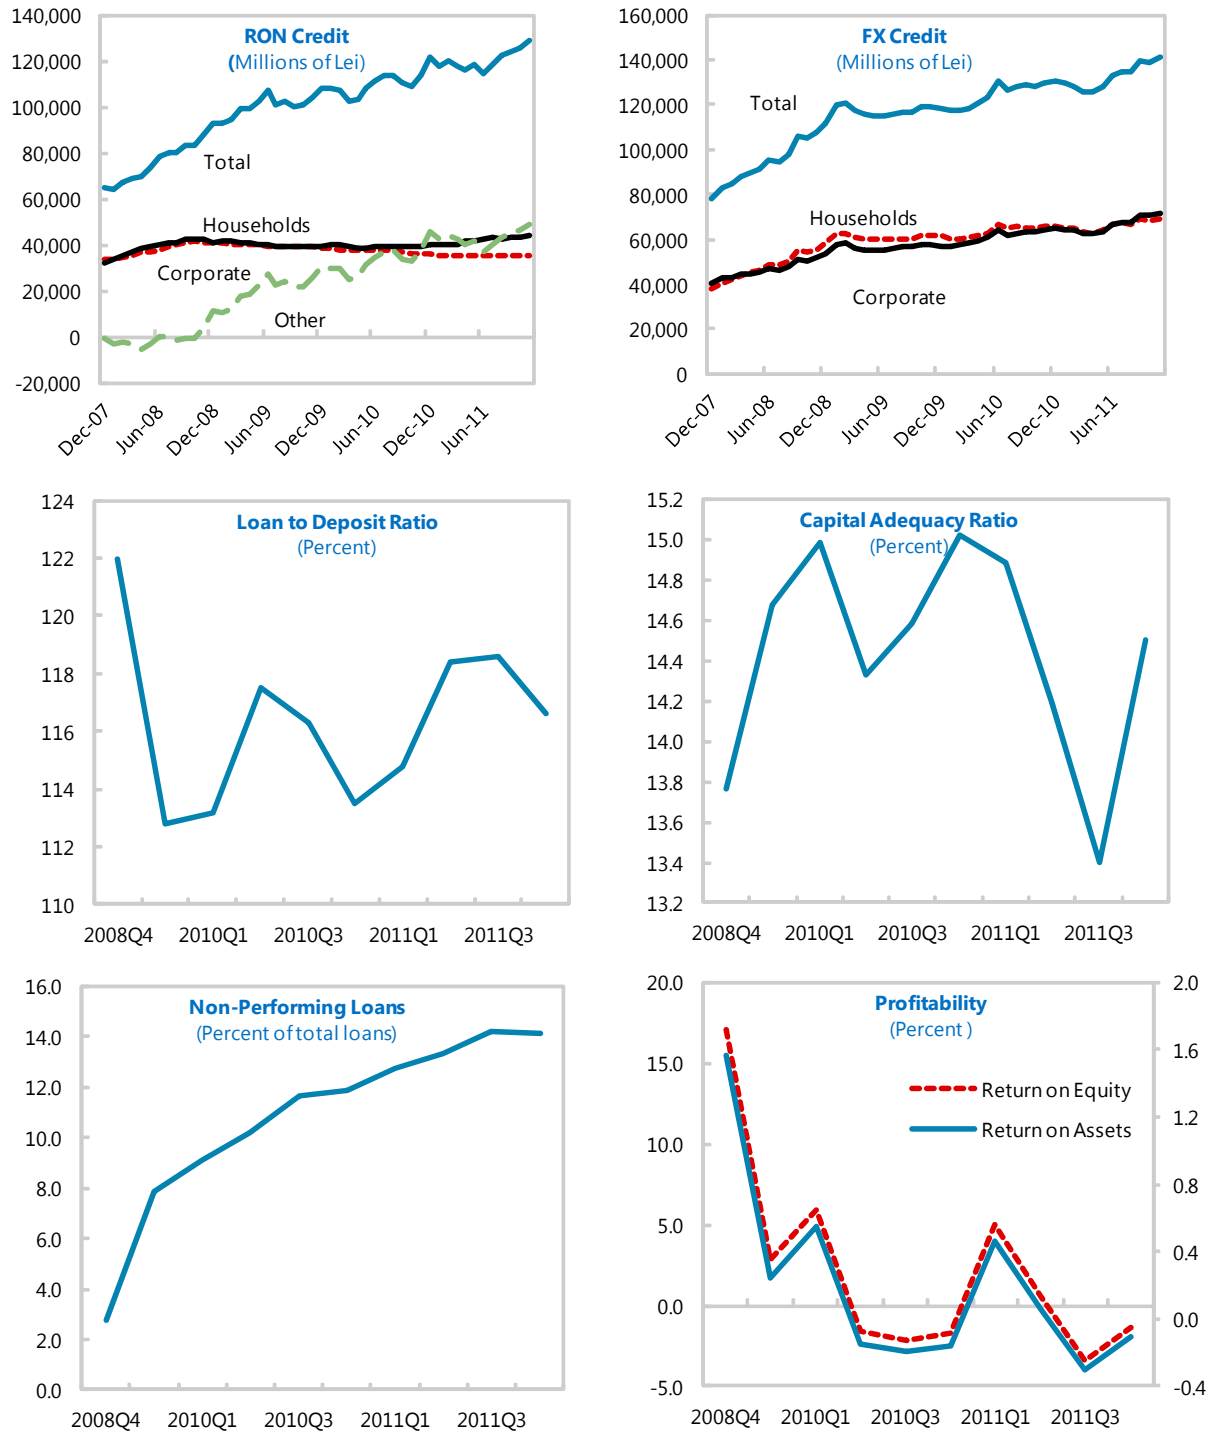 RON Credit
(Millions of Lei)
140,000
120,000
100,000
80,000
60,000
40,000
20,000
0
-20,000
Total
Households
Corporate
Other
Dec-07
Jun-08
Dec-08
Jun-09
Dec-09
Jun-10
Dec-10
Jun-11
FX Credit
(Millions of Lei)
160,000
140,000
120,000
100,000
80,000
60,000
40,000
20,000
0
Total
Households
Corporate
Dec-07
Jun-08
Dec-08
Jun-09
Dec-09
Jun-10
Dec-10
Jun-11
Loan to Deposit Ratio
(Percent)
124
122
120
118
116
114
112
110
2008Q4
2010Q1
2010Q3
2011Q1
2011Q3
Capital Adequacy Ratio
(Percent)
15.2
15.0
14.8
14.6
14.4
14.2
14.0
13.8
13.6
13.4
13.2
2008Q4
2010Q1
2010Q3
2011Q1
2011Q3
Non-Performing Loans
(Percent of total loans)
16.0
14.0
12.0
10.0
8.0
6.0
4.0
2.0
0.0
2008Q4
2010Q1
2010Q3
2011Q1
2011Q3
Profitability
(Percent )
20.0
15.0
10.0
5.0
0.0
-5.0
2.0
1.6
1.2
0.8
0.4
0.0
-0.4
Return on Equity
Return on Assets
2008Q4
2010Q1
2010Q3
2011Q1
2011Q3